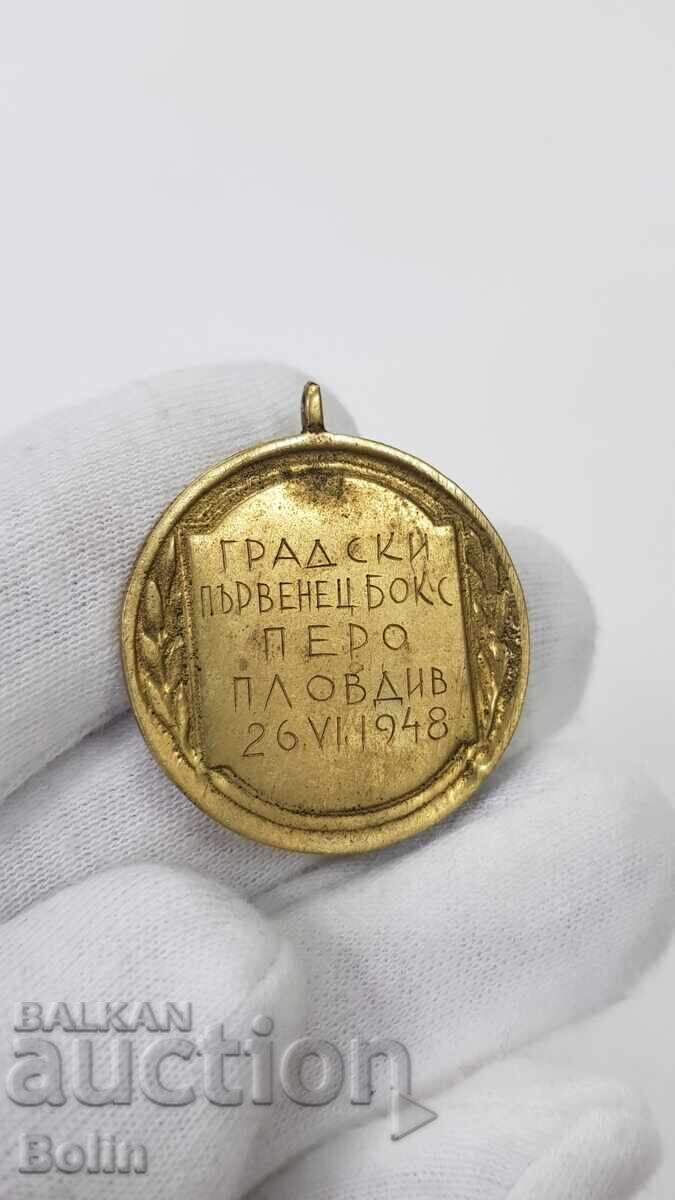 ГРАДСКИ
ПЪРВЕНЕЦ БОКС
ПЕРО
ПЛОВДИВ
26.VI.1948
BALKAN
auction
Bolin